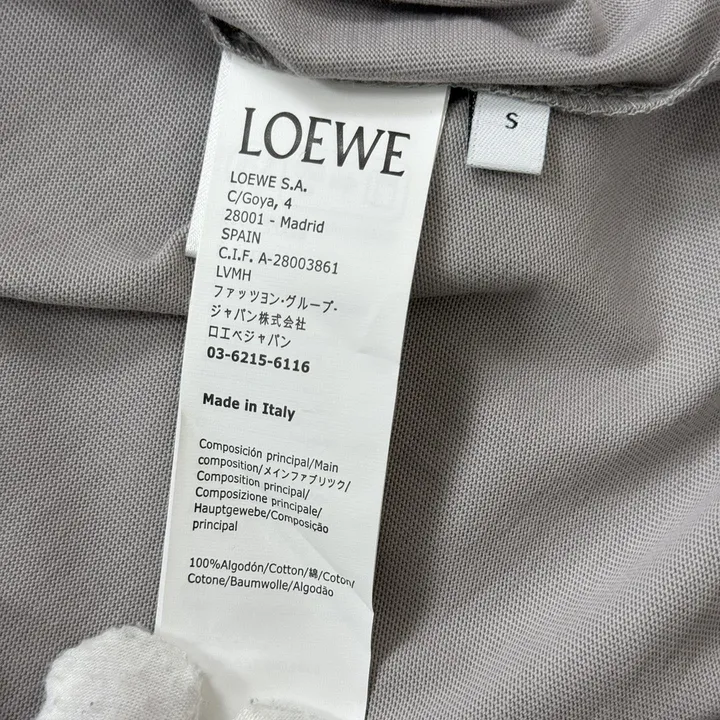 LOEWE
S
LOEWE S.A.
C/Goya, 4
28001 - Madrid
SPAIN
C.I.F. A-28003861
LVMH
ファッツヨン·グループ·
ジャパン株式会社
ロエベジャパン
03-6215-6116
Made in Italy
Composición principal/Main
composition/メインファブリック/
Composition principal/
Composizione principale/
Hauptgewebe/Composição
principal
100%Algodón/Cotton/綿/Coton/
Cotone/Baumwolle/Algodão